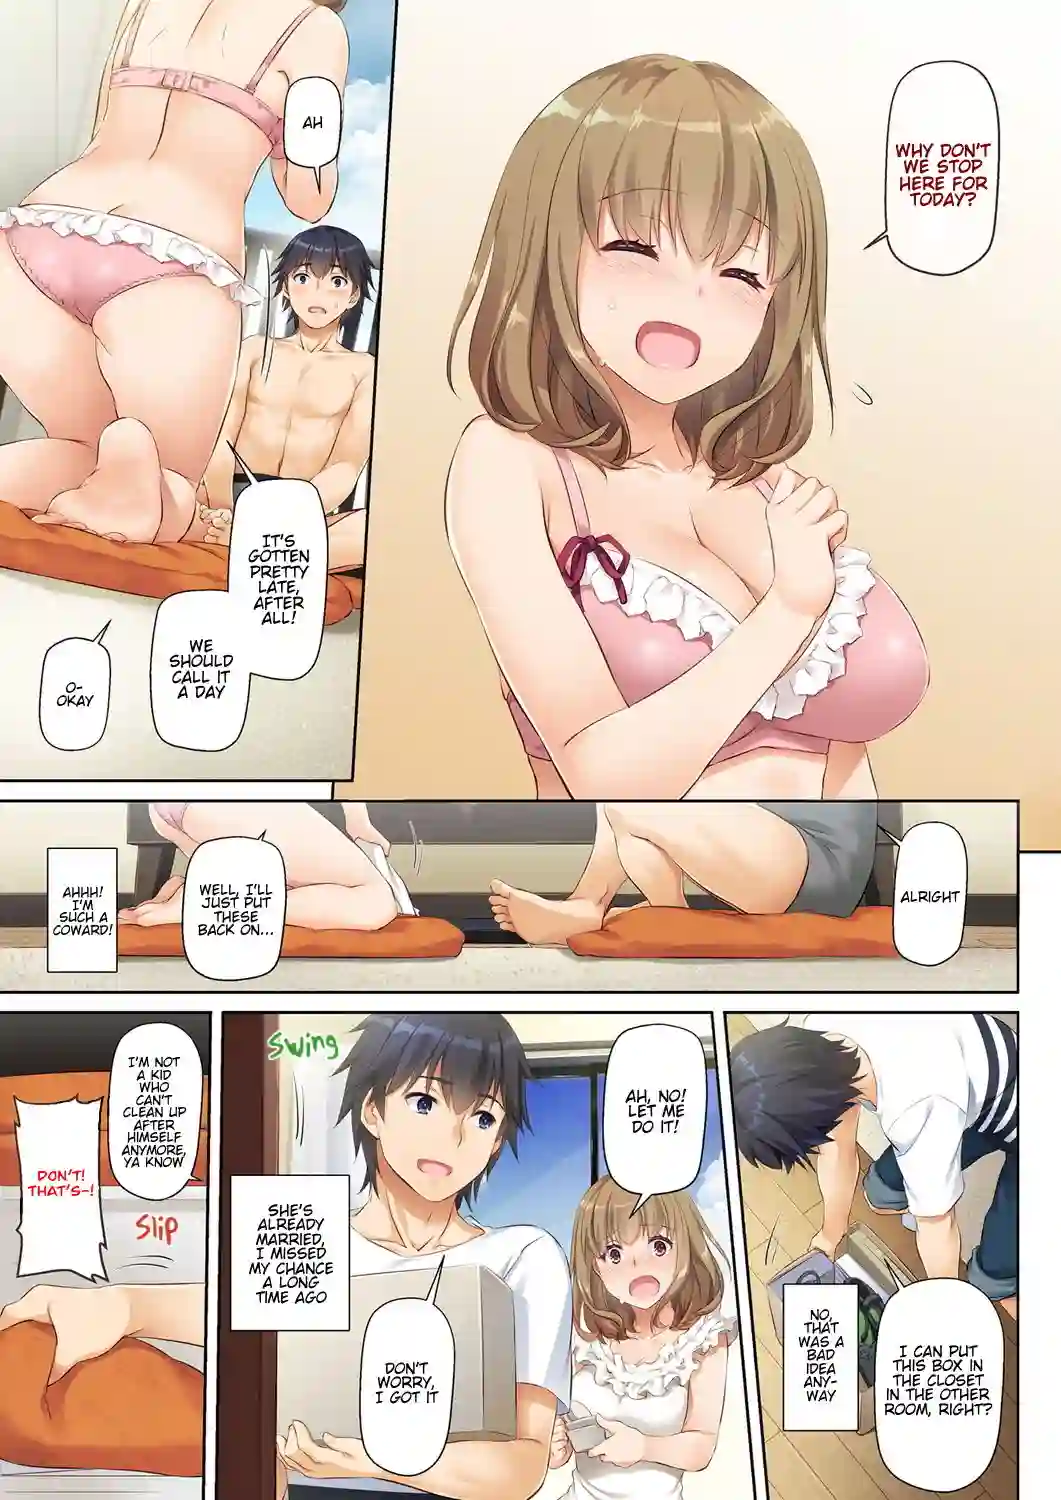 WHY DON'T
WE STOP
HERE FOR
TODAY?
AH
IT'S
GOTTEN
PRETTY
LATE,
AFTER
ALL!
WE
SHOULD
CALL IT
A DAY
O-
OKAY
ALRIGHT
WELL, I'LL
JUST PUT
THESE
BACK ON...
AHHH!
I'M
SUCH A
COWARD!
I CAN PUT
THIS BOX IN
THE CLOSET
IN THE OTHER
ROOM, RIGHT?
NO,
THAT
WAS A
BAD
IDEA
ANY-
WAY
AH, NO!
LET ME
DO IT!
Swing
DON'T
WORRY,
I GOT IT
SHE'S
ALREADY
MARRIED,
I MISSED
MY CHANCE
A LONG
TIME AGO
I'M NOT
A KID
WHO
CAN'T
CLEAN UP
AFTER
HIMSELF
ANYMORE,
YA KNOW
DON'T!
THAT'S-!
Slip